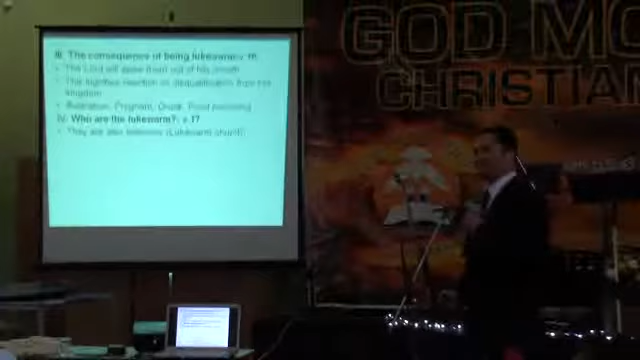 III. The consequence of being lukewarm: v. 16
The Lord will spew them out of his mouth
This signifies rejection or disqualification from his
kingdom
Illustration, Pregnant, Drunk, Food poisoning
IV. Who are the lukewarm?: v. 17
They are also believers (Lukewarm church)
GOD MO
CHRISTIAN